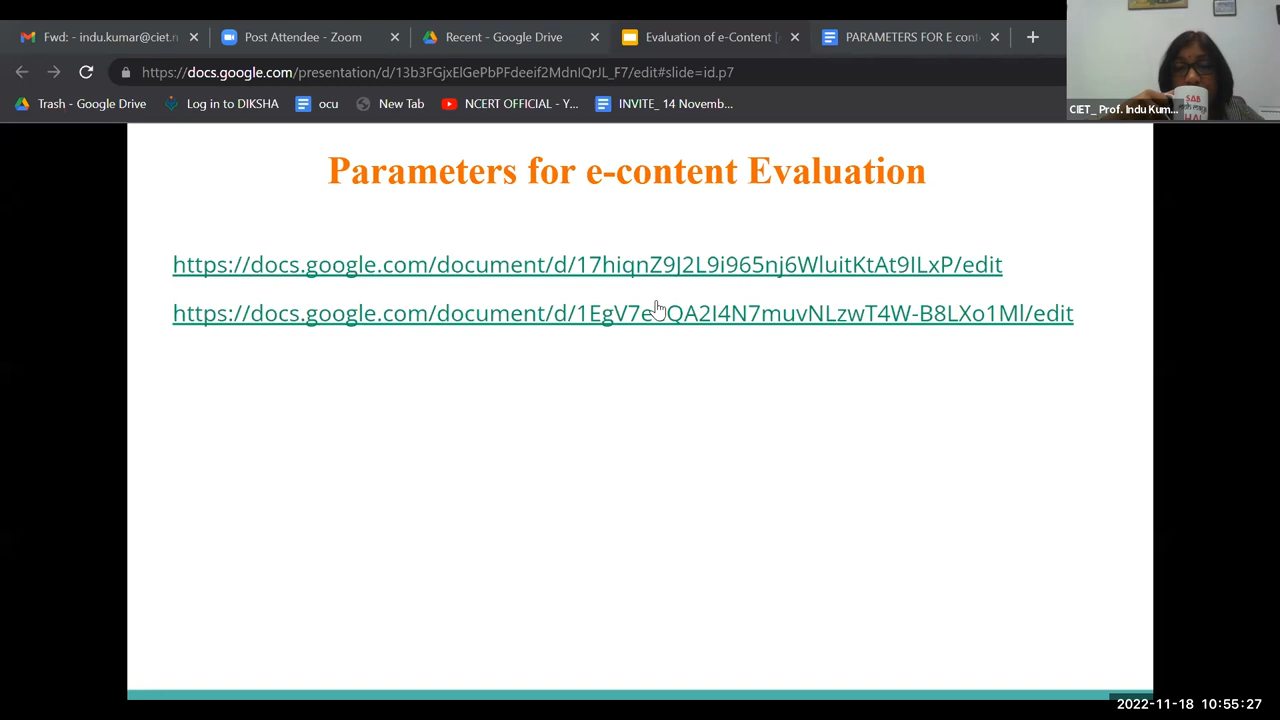 Fwd: - indu.kumar@ciet.n
Post Attendee - Zoom
Recent - Google Drive
Evaluation of e-Content [
PARAMETERS FOR E cont
https://docs.google.com/presentation/d/13b3FGjxElGePbPFdeeif2MdnIQrJL_F7/edit#slide=id.p7
Trash - Google Drive
Log in to DIKSHA
ocu
New Tab
NCERT OFFICIAL - Y...
INVITE_ 14 Novemb...
SAB
CIET_ Prof. Indu Kum...
Parameters for e-content Evaluation
https://docs.google.com/document/d/17hiqnZ9J2L9i965nj6WluitKtAt9ILxP/edit
2022-11-18 10:55:27